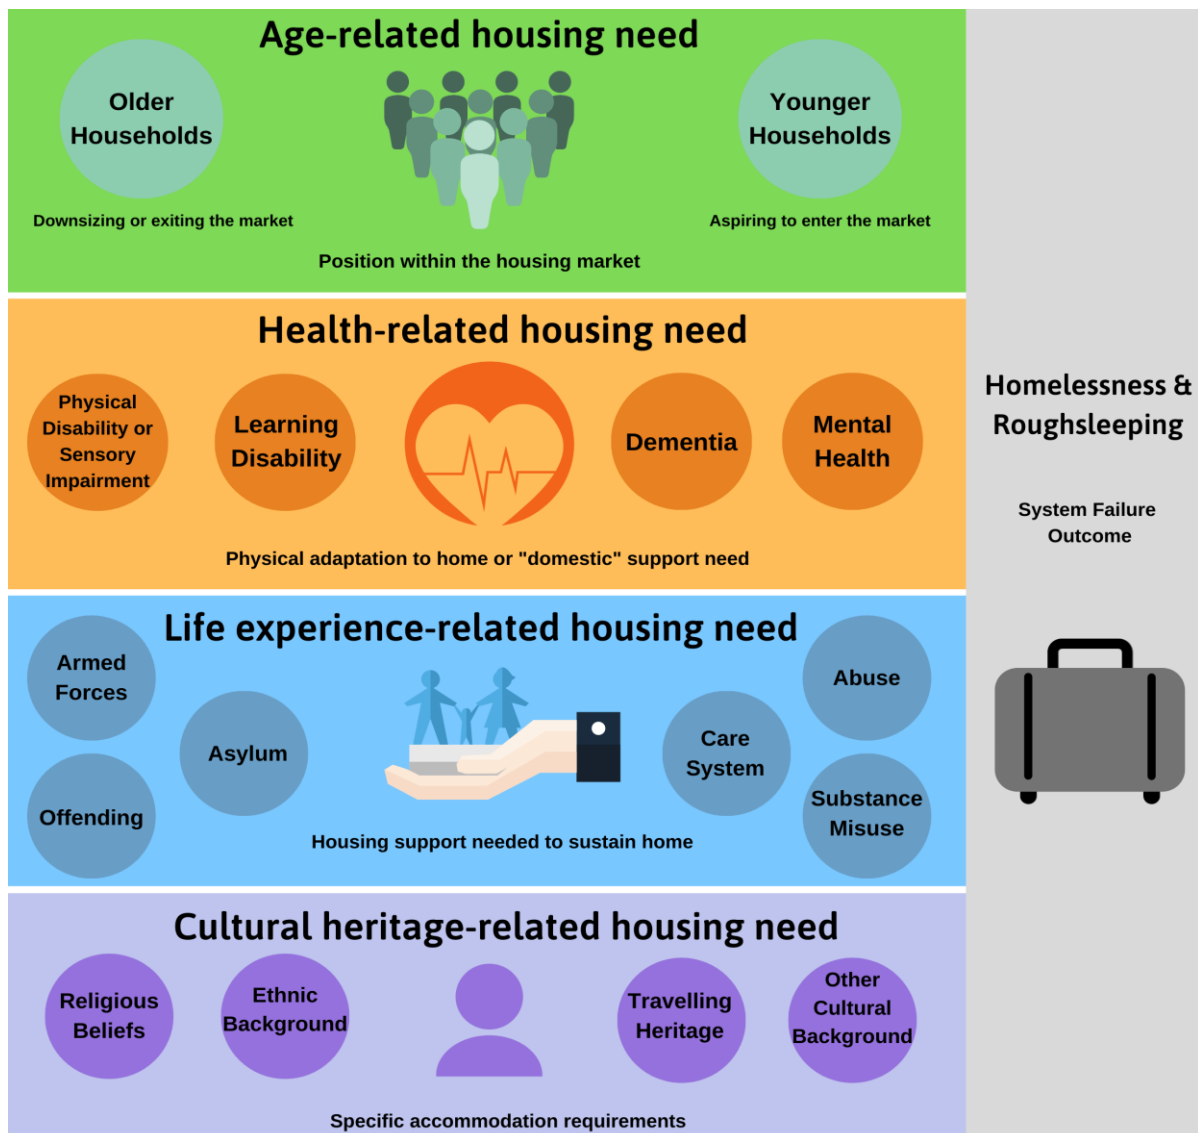 Age-related housing need
Older
Households
Younger
Households
Downsizing or exiting the market
Aspiring to enter the market
Position within the housing market
Health-related housing need
Physical
Disability or
Sensory
Impairment
Learning
Disability
Dementia
Mental
Health
Physical adaptation to home or "domestic" support need
Life experience-related housing need
Armed
Forces
Offending
Asylum
Care
System
Abuse
Substance
Misuse
Housing support needed to sustain home
Cultural heritage-related housing need
Religious
Beliefs
Ethnic
Background
Travelling
Heritage
Other
Cultural
Background
Specific accommodation requirements
Homelessness &
Roughsleeping
System Failure
Outcome